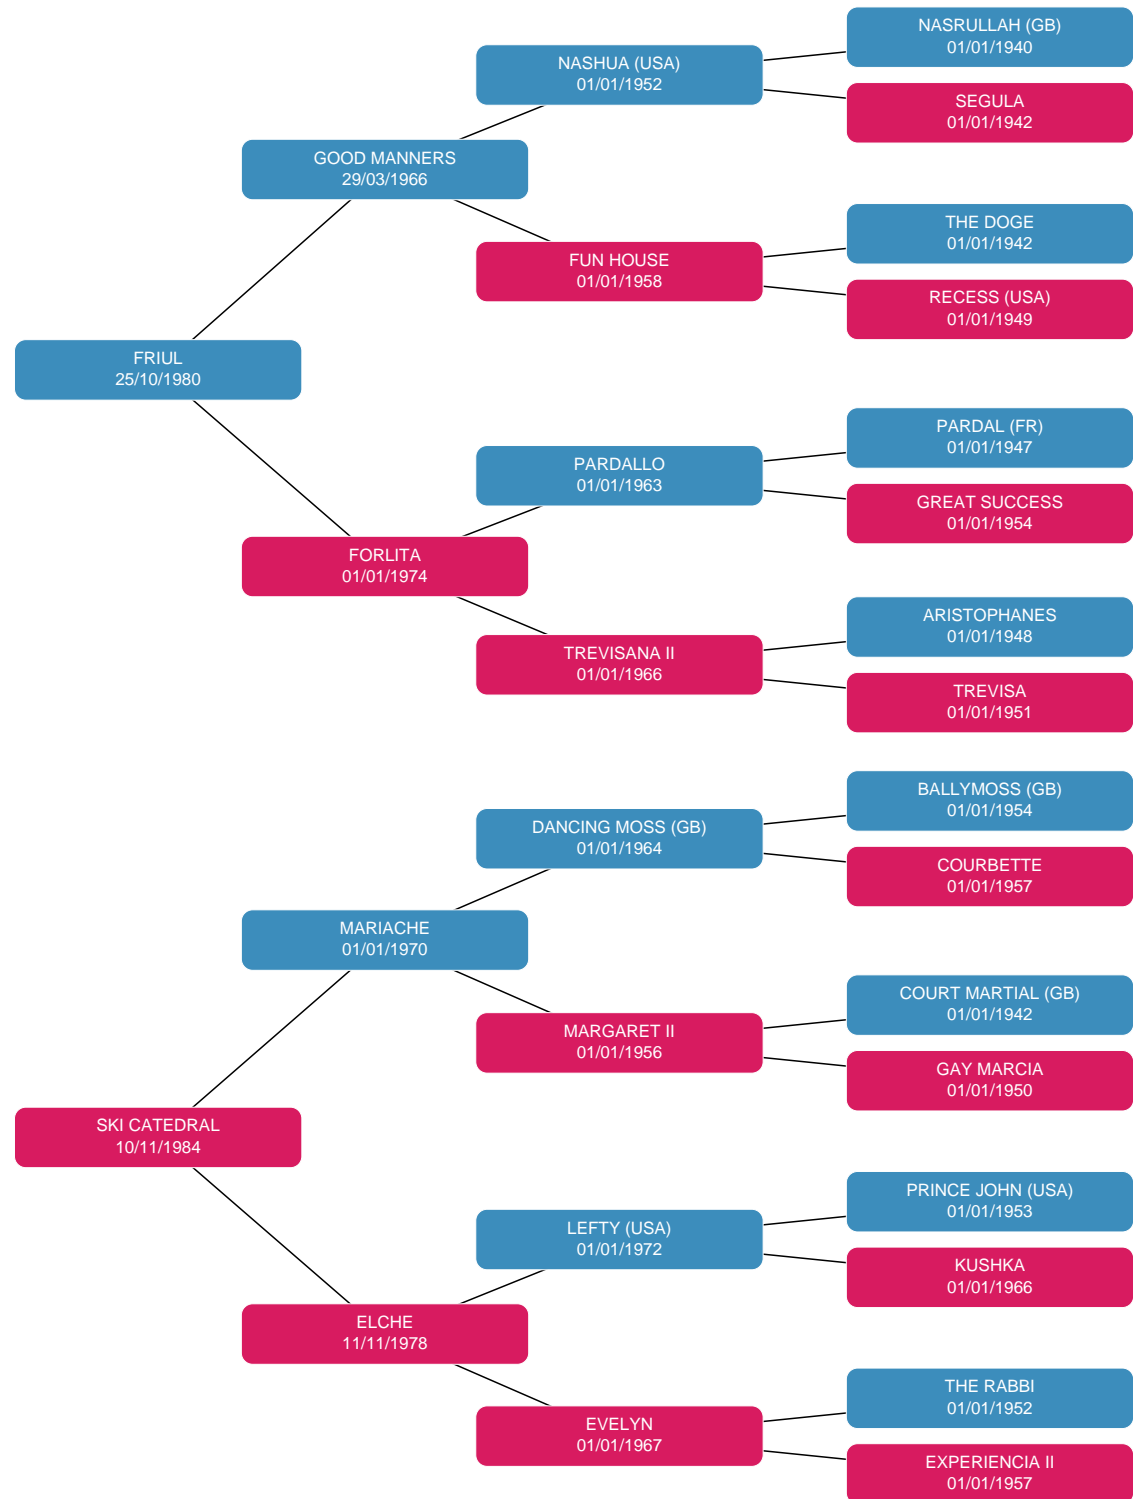 NASRULLAH (GB)
01/01/1940
NASHUA (USA)
01/01/1952
SEGULA
01/01/1942
GOOD MANNERS
29/03/1966
THE DOGE
01/01/1942
FUN HOUSE
01/01/1958
RECESS (USA)
01/01/1949
FRIUL
25/10/1980
PARDAL (FR)
01/01/1947
PARDALLO
01/01/1963
GREAT SUCCESS
01/01/1954
FORLITA
01/01/1974
ARISTOPHANES
01/01/1948
TREVISANA II
01/01/1966
TREVISA
01/01/1951
BALLYMOSS (GB)
01/01/1954
DANCING MOSS (GB)
01/01/1964
COURBETTE
01/01/1957
MARIACHE
01/01/1970
COURT MARTIAL (GB)
01/01/1942
MARGARET II
01/01/1956
GAY MARCIA
01/01/1950
SKI CATEDRAL
10/11/1984
PRINCE JOHN (USA)
01/01/1953
LEFTY (USA)
01/01/1972
KUSHKA
01/01/1966
ELCHE
11/11/1978
THE RABBI
01/01/1952
EVELYN
01/01/1967
EXPERIENCIA II
01/01/1957